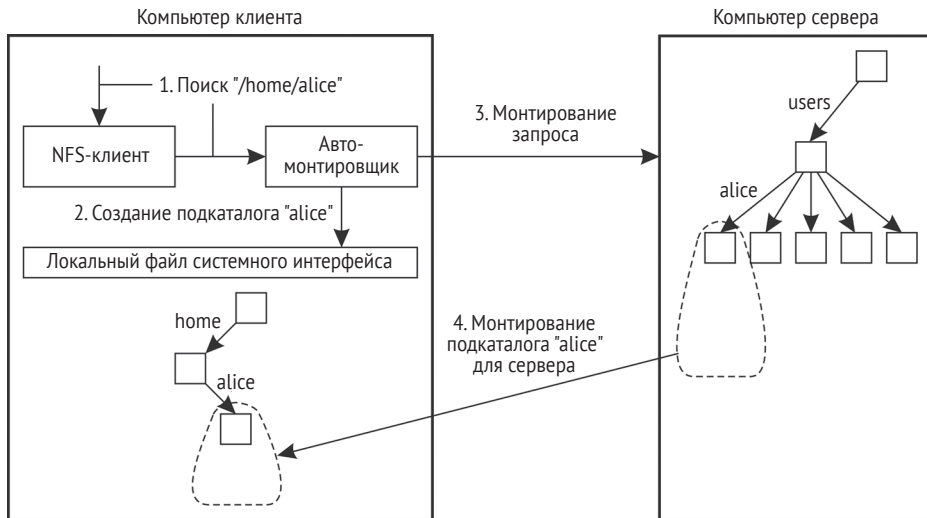 Компьютер клиента
Компьютер сервера
1. Поиск "/home/alice"
NFS-клиент
Авто-
монтировщик
3. Монтирование
запроса
users
alice
2. Создание подкаталога "alice"
Локальный файл системного интерфейса
home
alice
4. Монтирование
подкаталога "alice"
для сервера